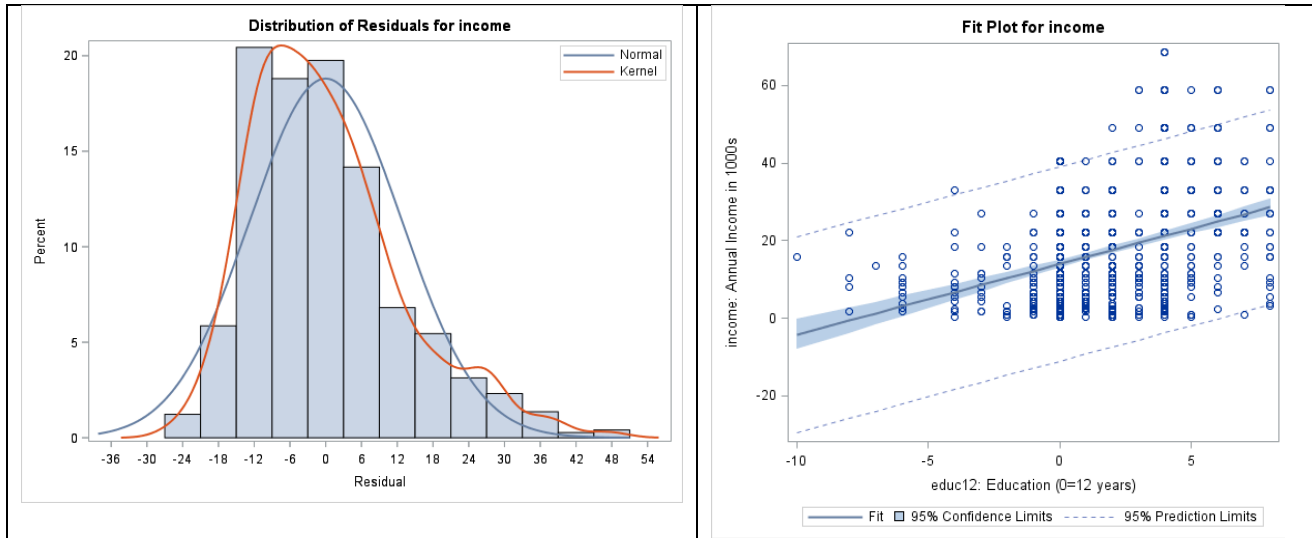 Distribution of Residuals for income
Normal
Kernel
20
15
10
5
0
Percent
-36 -30 -24 -18 -12 -6 0 6 12 18 24 30 36 42 48 54
Residual
Fit Plot for income
60
40
20
0
-20
income: Annual Income in 1000s
-10 -5 0 5
educ12: Education (0=12 years)
Fit 95% Confidence Limits 95% Prediction Limits